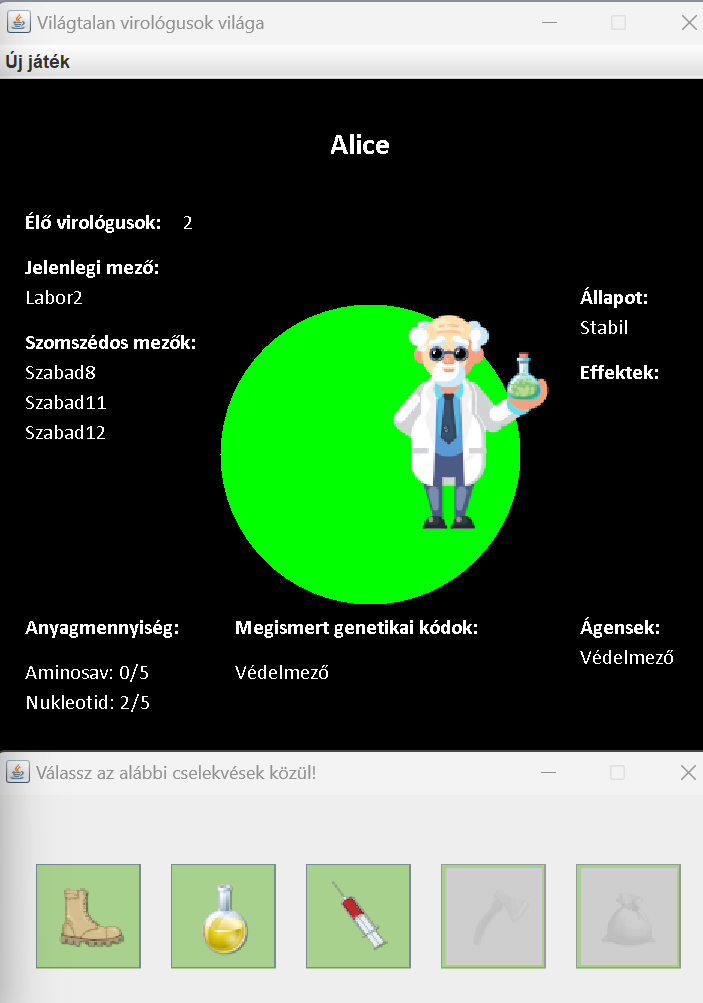 Világtalan virológusok világa
Új játék
Alice
Élő virológusok: 2
Jelenlegi mező:
Labor2
Szomszédos mezők:
Szabad8
Szabad11
Szabad12
Állapot:
Stabil
Effektek:
Anyagmennyiség:
Aminosav: 0/5
Nukleotid: 2/5
Megismert genetikai kódok:
Védelmező
Ágensek:
Védelmező
Válassz az alábbi cselekvések közül!